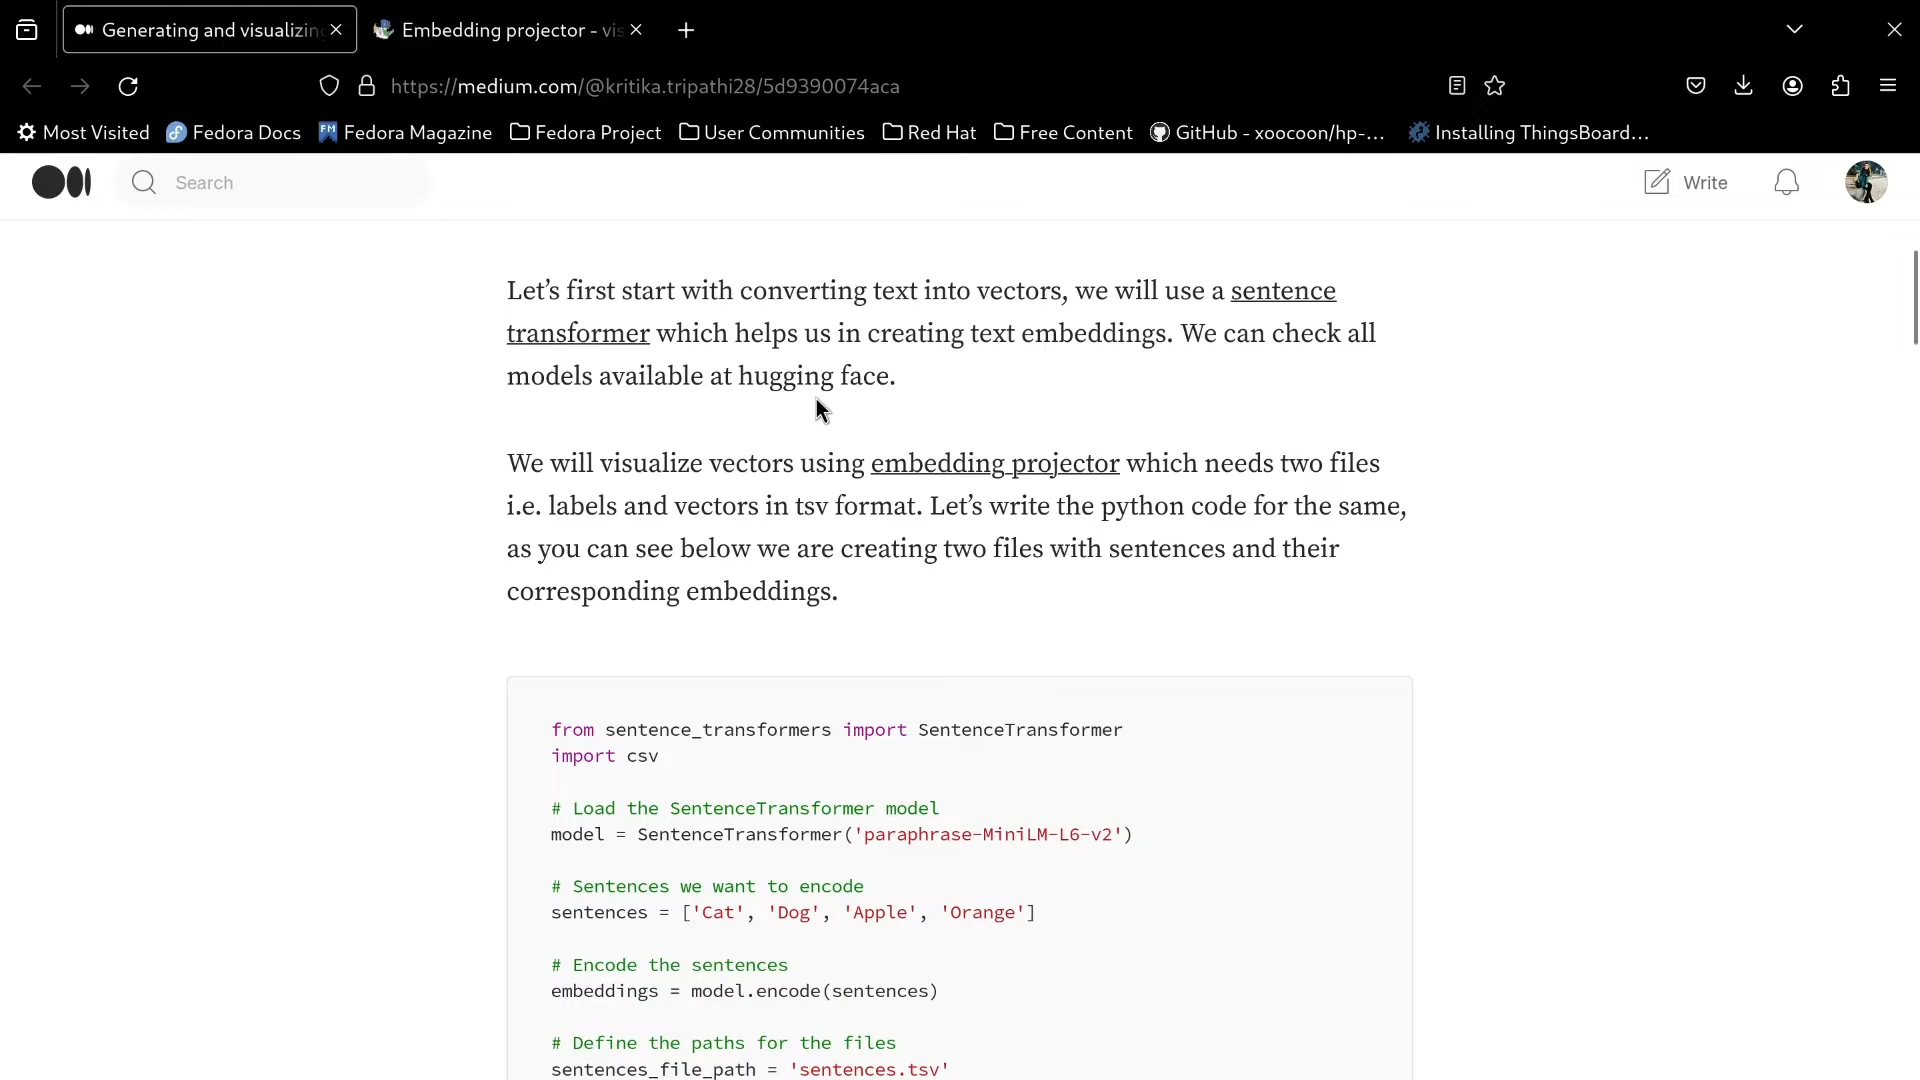 Generating and visualizin
Embedding projector - vis
https://medium.com/@kritika.tripathi28/5d9390074aca
Most Visited
Fedora Docs
FM Fedora Magazine
Fedora Project
User Communities
Red Hat
Free Content
GitHub - xoocoon/hp-...
Installing ThingsBoard...
Search
Write
Let’s first start with converting text into vectors, we will use a sentence
transformer which helps us in creating text embeddings. We can check all
models available at hugging face.
We will visualize vectors using embedding projector which needs two files
i.e. labels and vectors in tsv format. Let’s write the python code for the same,
as you can see below we are creating two files with sentences and their
corresponding embeddings.
from sentence_transformers import SentenceTransformer
import csv
# Load the SentenceTransformer model
model = SentenceTransformer('paraphrase-MiniLM-L6-v2')
# Sentences we want to encode
sentences = ['Cat', 'Dog', 'Apple', 'Orange']
# Encode the sentences
embeddings = model.encode(sentences)
# Define the paths for the files
sentences_file_path = 'sentences.tsv'